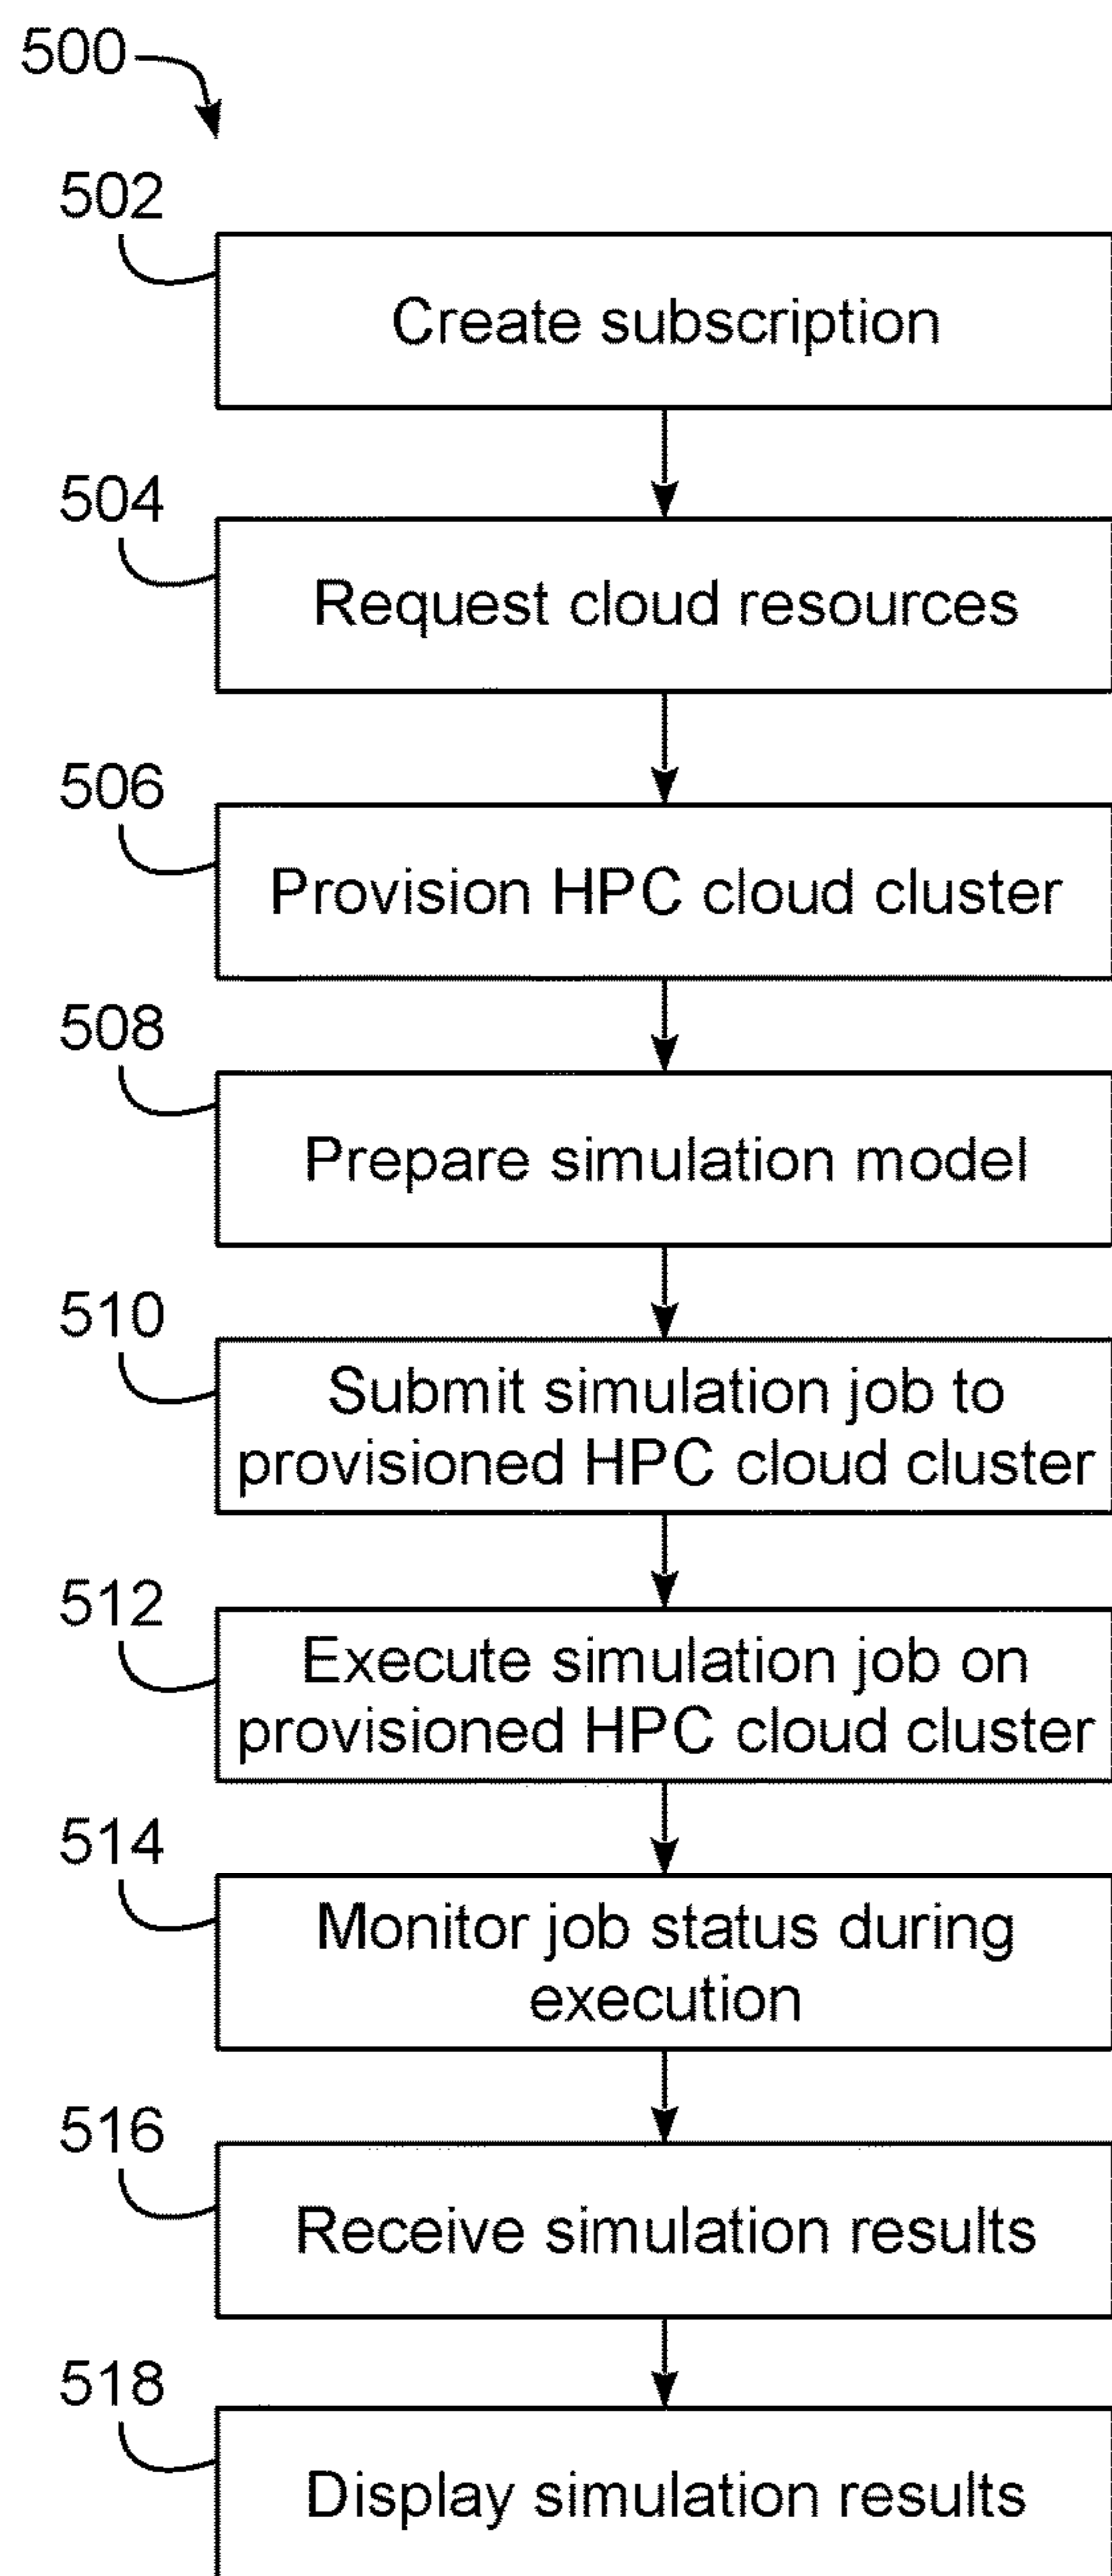 500
502
Create subscription
504
Request cloud resources
506
Provision HPC cloud cluster
508
Prepare simulation model
510
Submit simulation job to
provisioned HPC cloud cluster
512
Execute simulation job on
provisioned HPC cloud cluster
514
Monitor job status during
execution
516
Receive simulation results
518
Display simulation results